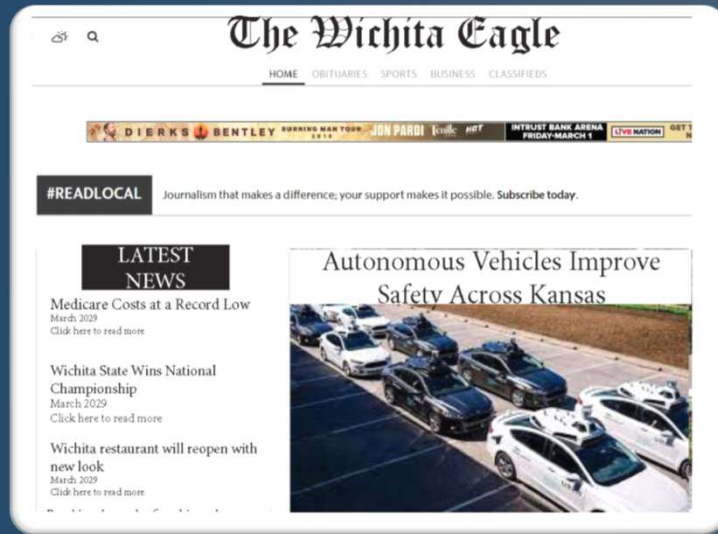 The Wichita Eagle
HOME OBITUARIES SPORTS BUSINESS CLASSIFIEDS
DIERKS BENTLEY BURNING MAN TOUR 2019 JON PARDI Tenille HOT INTRUST BANK ARENA FRIDAY-MARCH 1 LIVE NATION GET
#READLOCAL Journalism that makes a difference; your support makes it possible. Subscribe today.
LATEST
NEWS
Medicare Costs at a Record Low
March 2029
Click here to read more
Wichita State Wins National
Championship
March 2029
Click here to read more
Wichita restaurant will reopen with
new look
March 2029
Click here to read more
Autonomous Vehicles Improve
Safety Across Kansas